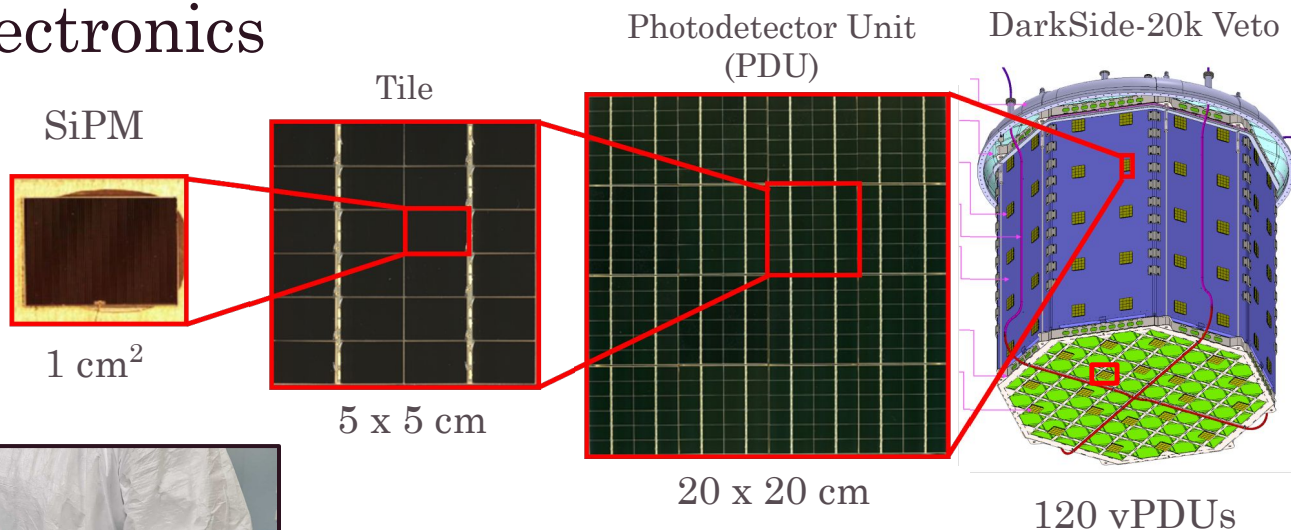 ectronics
Photodetector Unit
(PDU)
DarkSide-20k Veto
Tile
SiPM
1 cm²
5 x 5 cm
20 x 20 cm
120 vPDUs